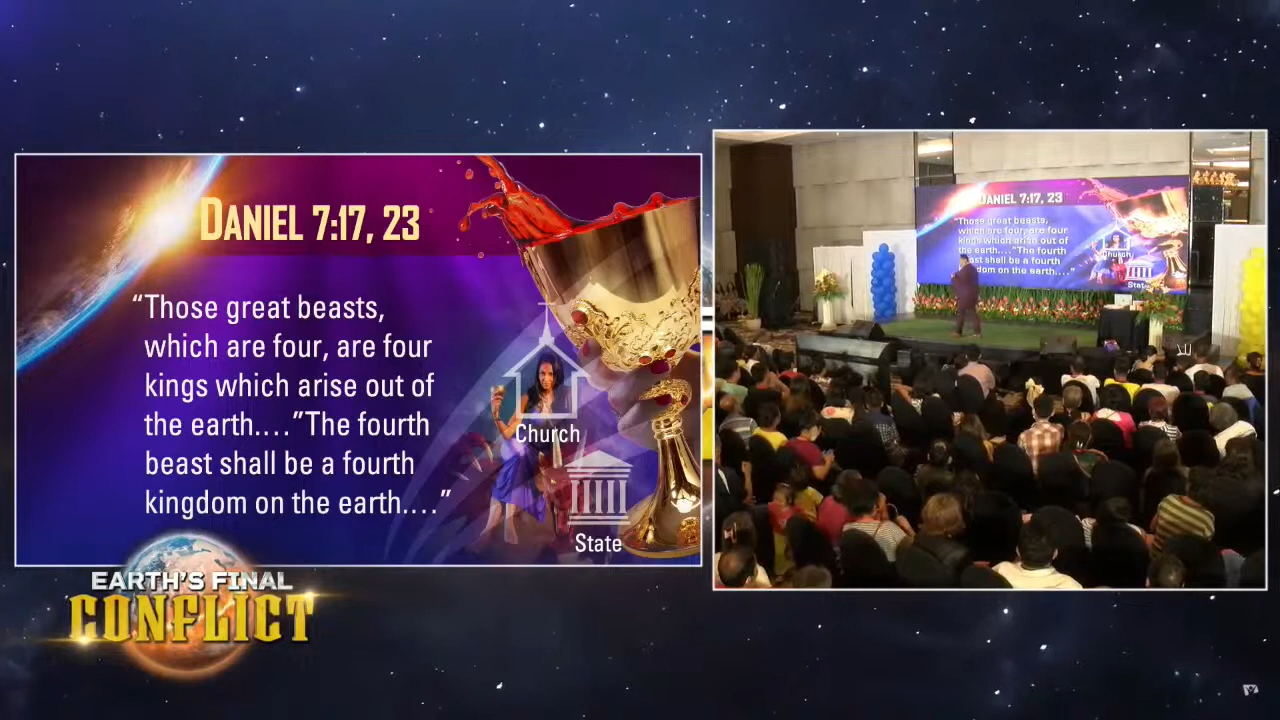 DANIEL 7:17, 23
“Those great beasts,
which are four, are four
kings which arise out of
the earth….”The fourth
beast shall be a fourth
kingdom on the earth….”
Church
State
EARTH'S FINAL
CONFLICT
DANIEL 7:17, 23
“Those great beasts,
which are four, are four
kings which arise out of
the earth…."The fourth
beast shall be a fourth
dom on the earth….”
Church
State